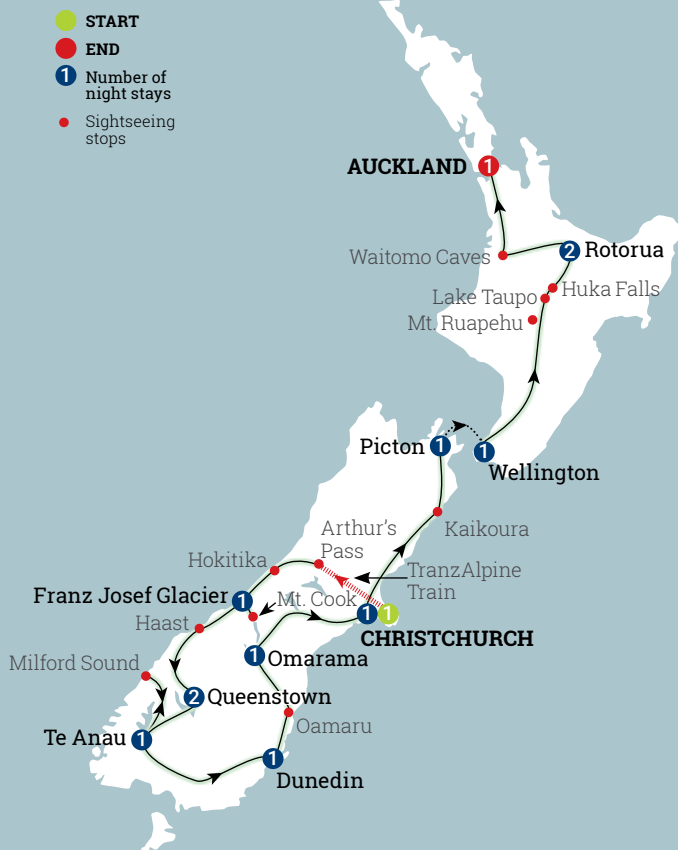 START
END
1 Number of
night stays
Sightseeing
stops
AUCKLAND 1
Waitomo Caves
2 Rotorua
Lake Taupo
Huka Falls
Mt. Ruapehu
Picton 1
1
Wellington
Kaikoura
Arthur's
Pass
Hokitika
TranzAlpine
Train
Franz Josef Glacier 1
Mt. Cook
1 1
CHRISTCHURCH
Haast
1 Omarama
Milford Sound
2 Queenstown
Oamaru
Te Anau 1
1
Dunedin